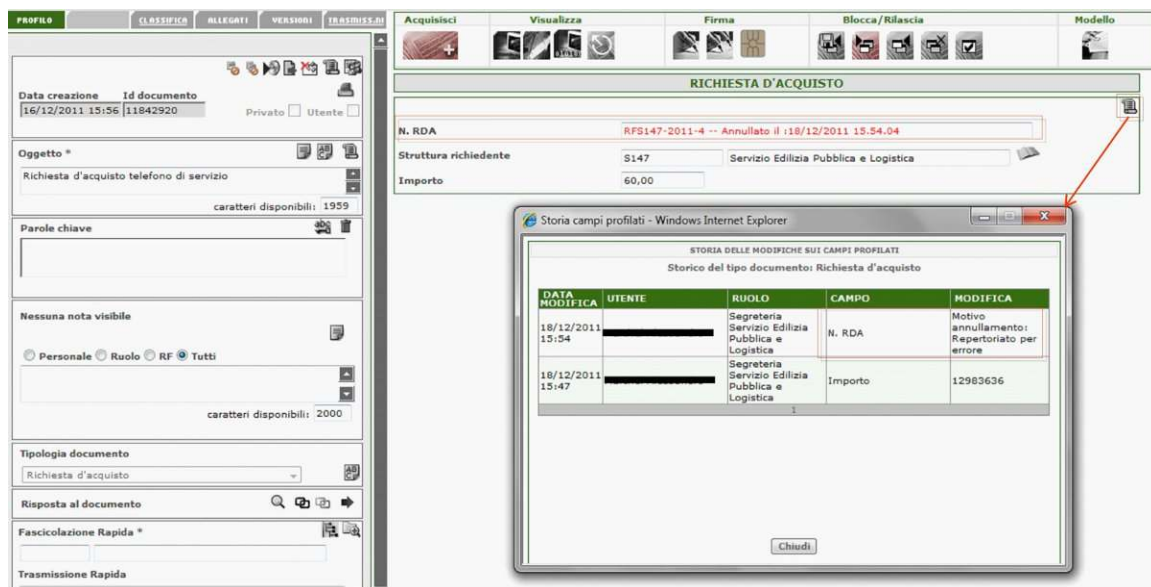 PROFILO
CLASSIFICA
ALLEGATI
VERSIONI
TRASMISS.NI
Data creazione Id documento
16/12/2011 15:56 11842920
Privato Utente
Oggetto *
Richiesta d'acquisto telefono di servizio
caratteri disponibili: 1959
Parole chiave
Nessuna nota visibile
Personale Ruolo RF Tutti
caratteri disponibili: 2000
Tipologia documento
Richiesta d'acquisto
Risposta al documento
Fascicolazione Rapida *
Trasmissione Rapida
Acquisisci Visualizza Firma Blocca/Rilascia Modello
RICHIESTA D'ACQUISTO
N. RDA RFS147-2011-4 -- Annullato il :18/12/2011 15.54.04
Struttura richiedente S147 Servizio Edilizia Pubblica e Logistica
Importo 60,00
Storia campi profilati - Windows Internet Explorer
STORIA DELLE MODIFICHE SUI CAMPI PROFILATI
Storico del tipo documento: Richiesta d'acquisto
DATA MODIFICA UTENTE RUOLO CAMPO MODIFICA
18/12/2011 15:54 Segreteria Servizio Edilizia Pubblica e Logistica N. RDA Motivo annullamento: Repertoriato per errore
18/12/2011 15:47 Segreteria Servizio Edilizia Pubblica e Logistica Importo 12983636
1
Chiudi